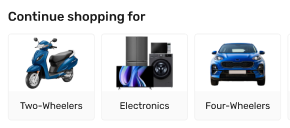 Continue shopping for
Two-Wheelers
Electronics
Four-Wheelers